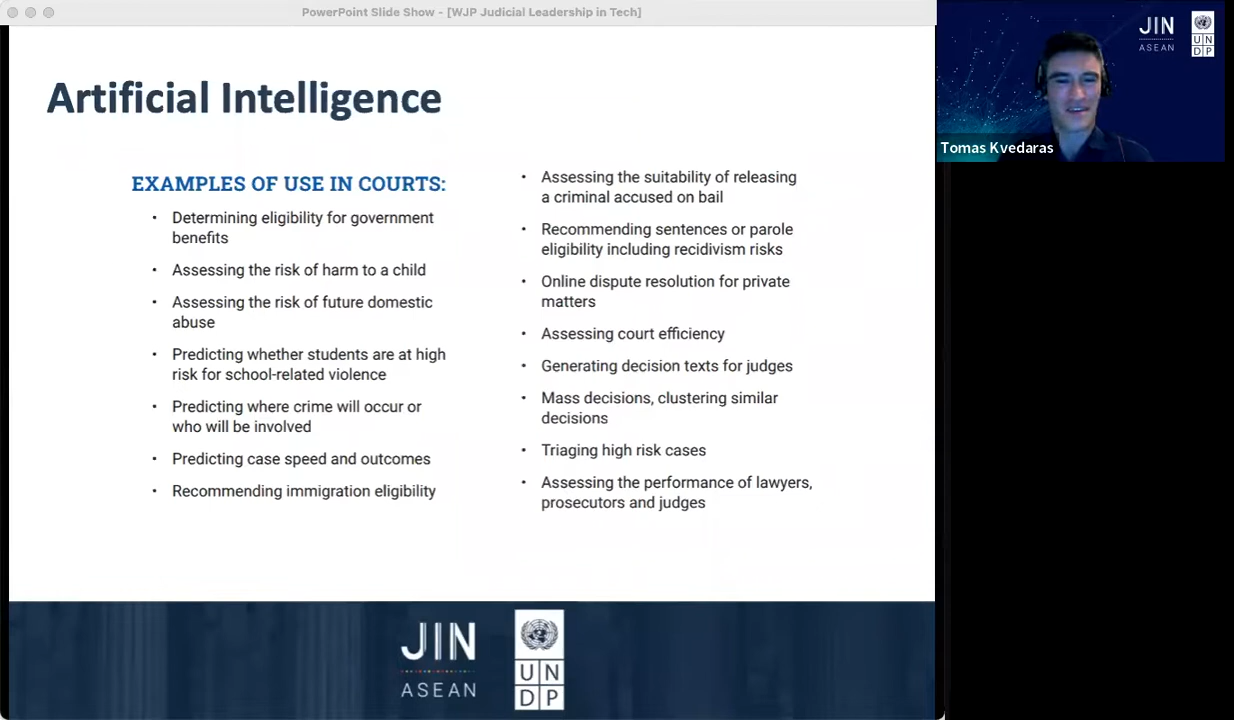 PowerPoint Slide Show - [WJP Judicial Leadership in Tech]
Artificial Intelligence
EXAMPLES OF USE IN COURTS:
• Determining eligibility for government
benefits
• Assessing the risk of harm to a child
• Assessing the risk of future domestic
abuse
• Predicting whether students are at high
risk for school-related violence
• Predicting where crime will occur or
who will be involved
• Predicting case speed and outcomes
• Recommending immigration eligibility
• Assessing the suitability of releasing
a criminal accused on bail
• Recommending sentences or parole
eligibility including recidivism risks
• Online dispute resolution for private
matters
• Assessing court efficiency
• Generating decision texts for judges
• Mass decisions, clustering similar
decisions
• Triaging high risk cases
• Assessing the performance of lawyers,
prosecutors and judges
JIN
ASEAN
UN
DP
JIN
ASEAN
UN
DP
Tomas Kvedaras